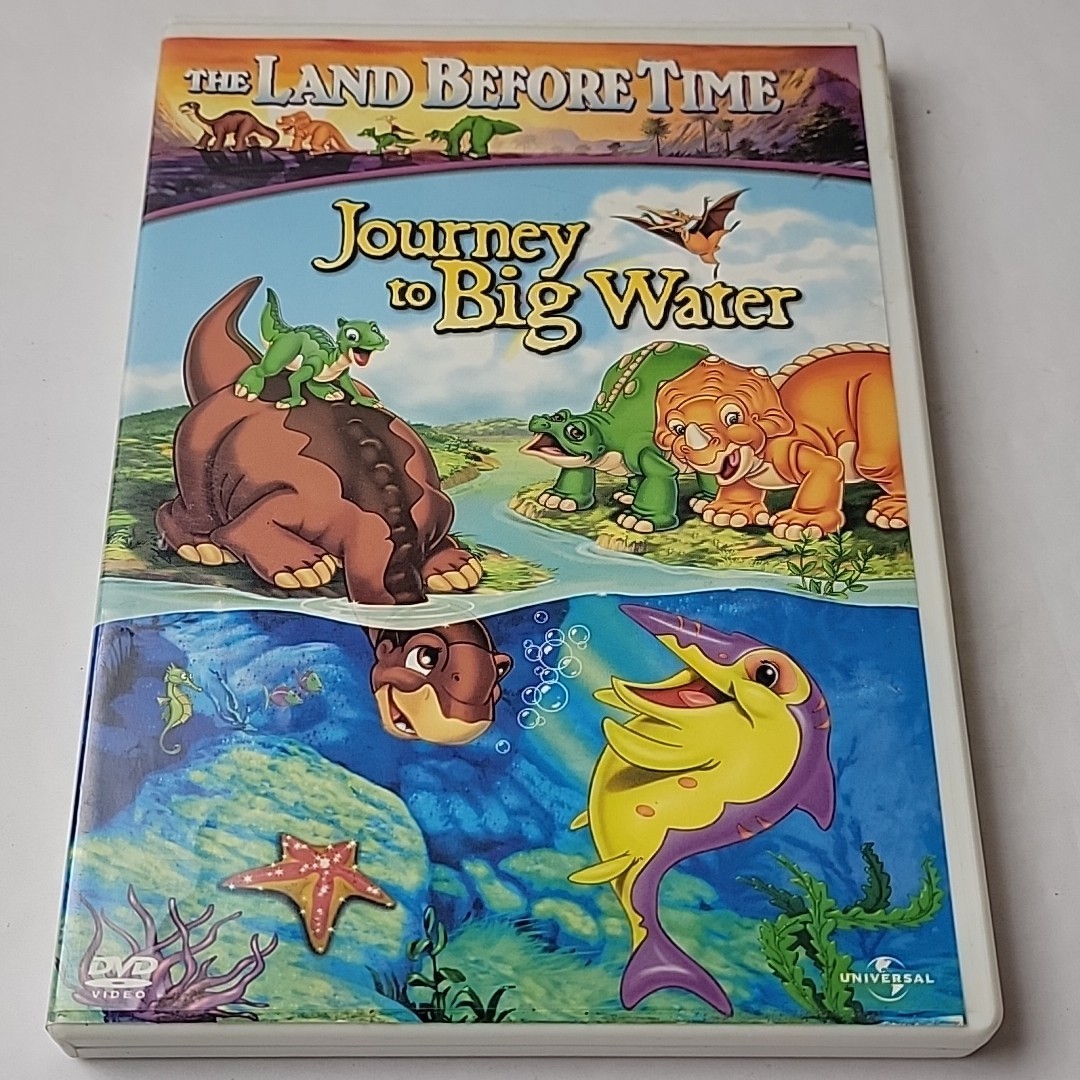 THE LAND BEFORE TIME
Journey
to Big Water
DVD
VIDEO
UNIVERSAL